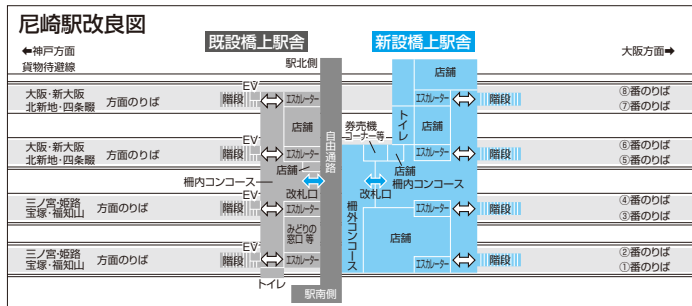 尼崎駅改良図
既設橋上駅舎
新設橋上駅舎
←神戸方面
大阪方面→
貨物待避線
駅北側
店舗
EV
大阪・新大阪
北新地・四条畷 方面のりば
階段
エスカレーター
エスカレーター
階段
⑧番のりば
⑦番のりば
店舗
自由通路
券売機
コーナー等
トイレ
店舗
EV
大阪・新大阪
北新地・四条畷 方面のりば
階段
エスカレーター
エスカレーター
階段
⑥番のりば
⑤番のりば
店舗
店舗
柵内コンコース
柵内コンコース
改札口
改札口
EV
三ノ宮・姫路
宝塚・福知山 方面のりば
階段
エスカレーター
エスカレーター
階段
④番のりば
③番のりば
みどりの
窓口 等
柵外コンコース
店舗
EV
三ノ宮・姫路
宝塚・福知山 方面のりば
階段
エスカレーター
エスカレーター
階段
②番のりば
①番のりば
トイレ
駅南側